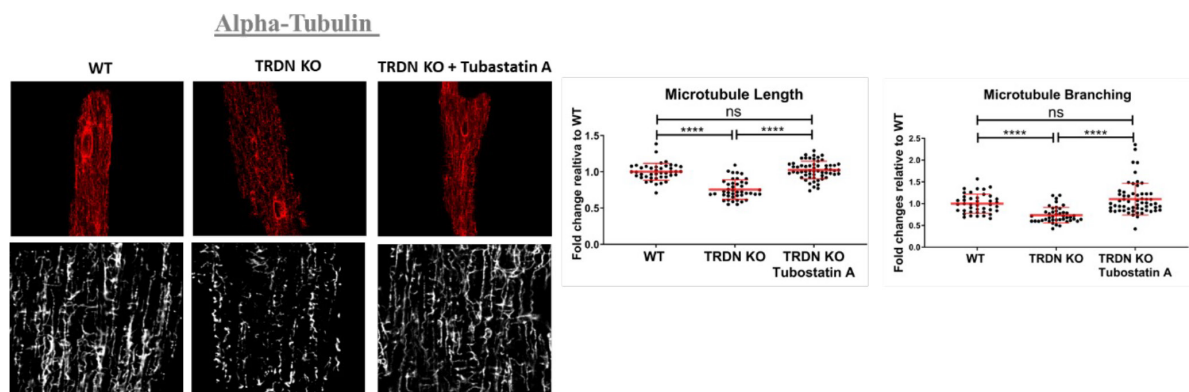 Alpha-Tubulin
WT
TRDN KO
TRDN KO + Tubastatin A
Microtubule Length
ns
**** ****
Fold change realtiva to WT
1.5
1.0
0.5
0.0
WT
TRDN KO
TRDN KO
Tubostatin A
Microtubule Branching
ns
**** ****
Fold changes relative to WT
2.5
2.0
1.5
1.0
0.5
0.0
WT
TRDN KO
TRDN KO
Tubostatin A